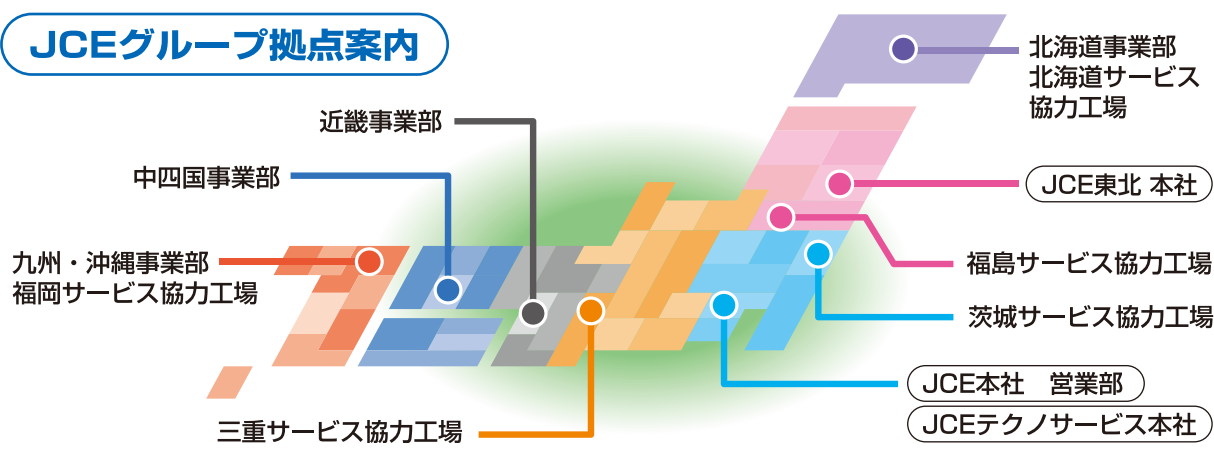 JCEグループ拠点案内
北海道事業部
北海道サービス
協力工場
近畿事業部
中四国事業部
JCE東北 本社
九州・沖縄事業部
福岡サービス協力工場
福島サービス協力工場
茨城サービス協力工場
JCE本社　営業部
JCEテクノサービス本社
三重サービス協力工場